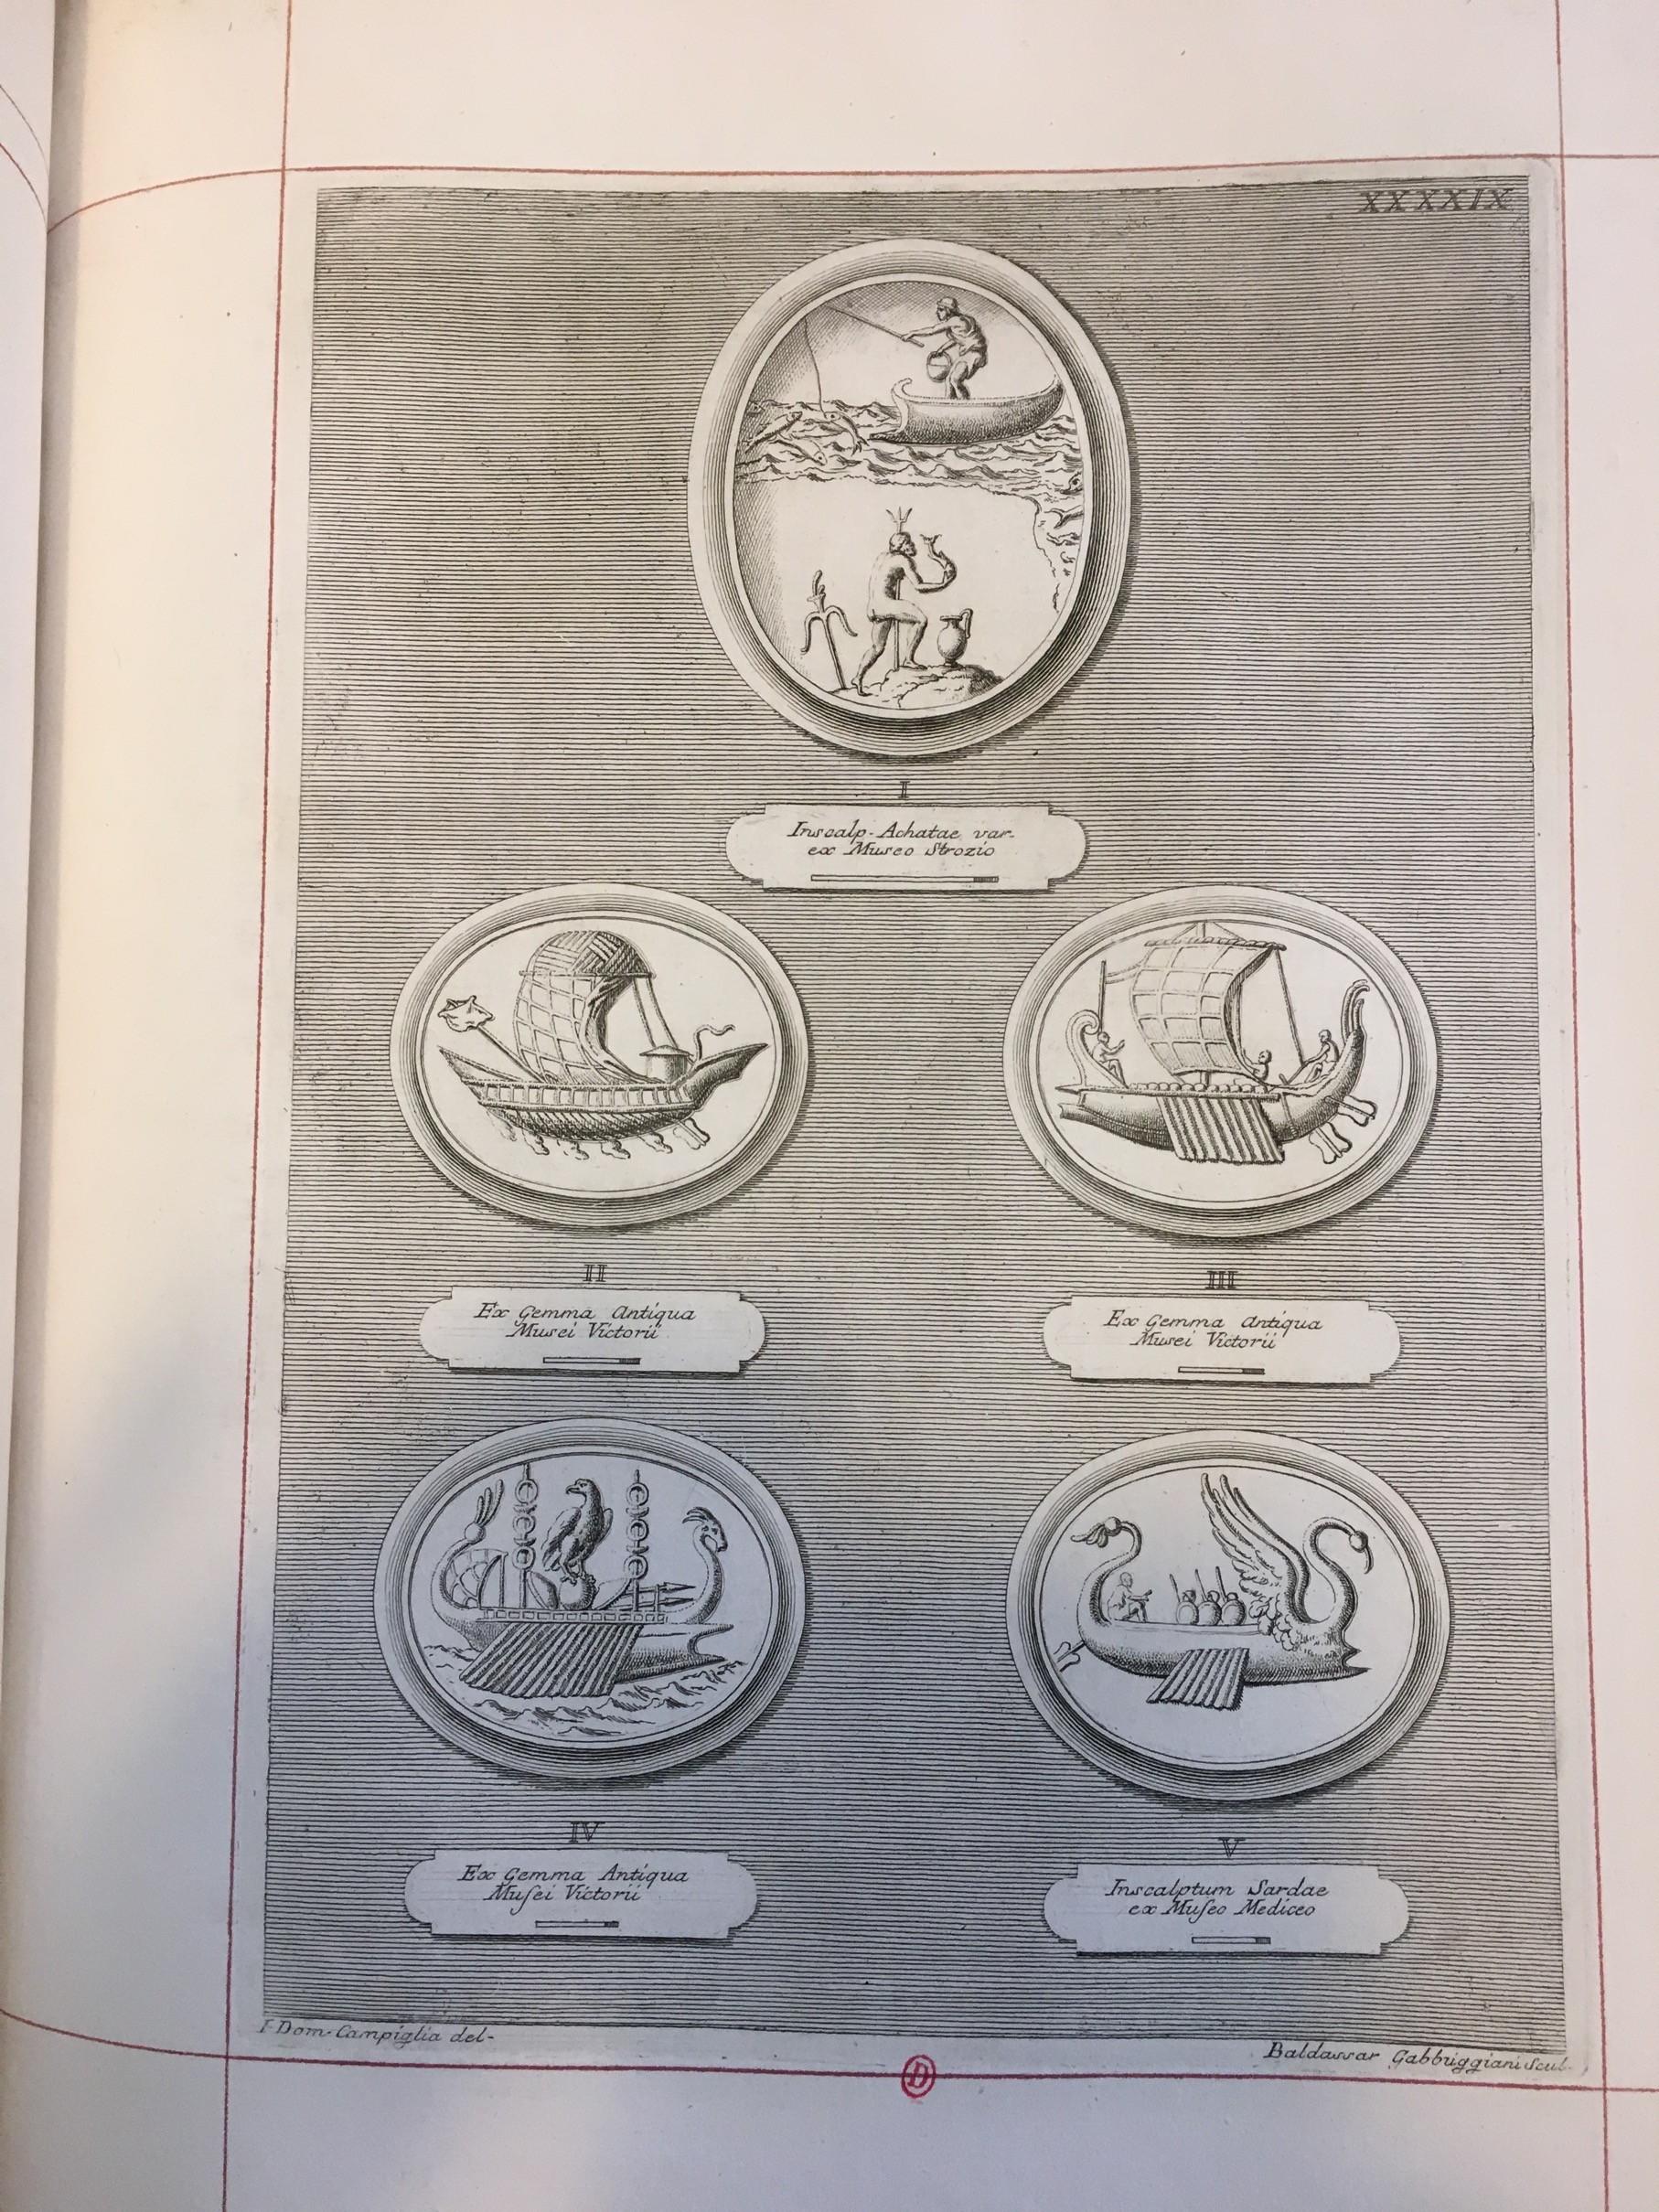 XXXXIX
I
Inscalp-Achatae var.
ex Museo Strozio
II
Ex Gemma Antiqua
Musei Victorii
III
Ex Gemma Antiqua
Musei Victorii
IV
Ex Gemma Antiqua
Muſei Victorii
V
Inscalptum Sardae
ex Muſeo Mediceo
I. Dom. Campiglia del.
Baldassar Gabbuggiani Scul.
D